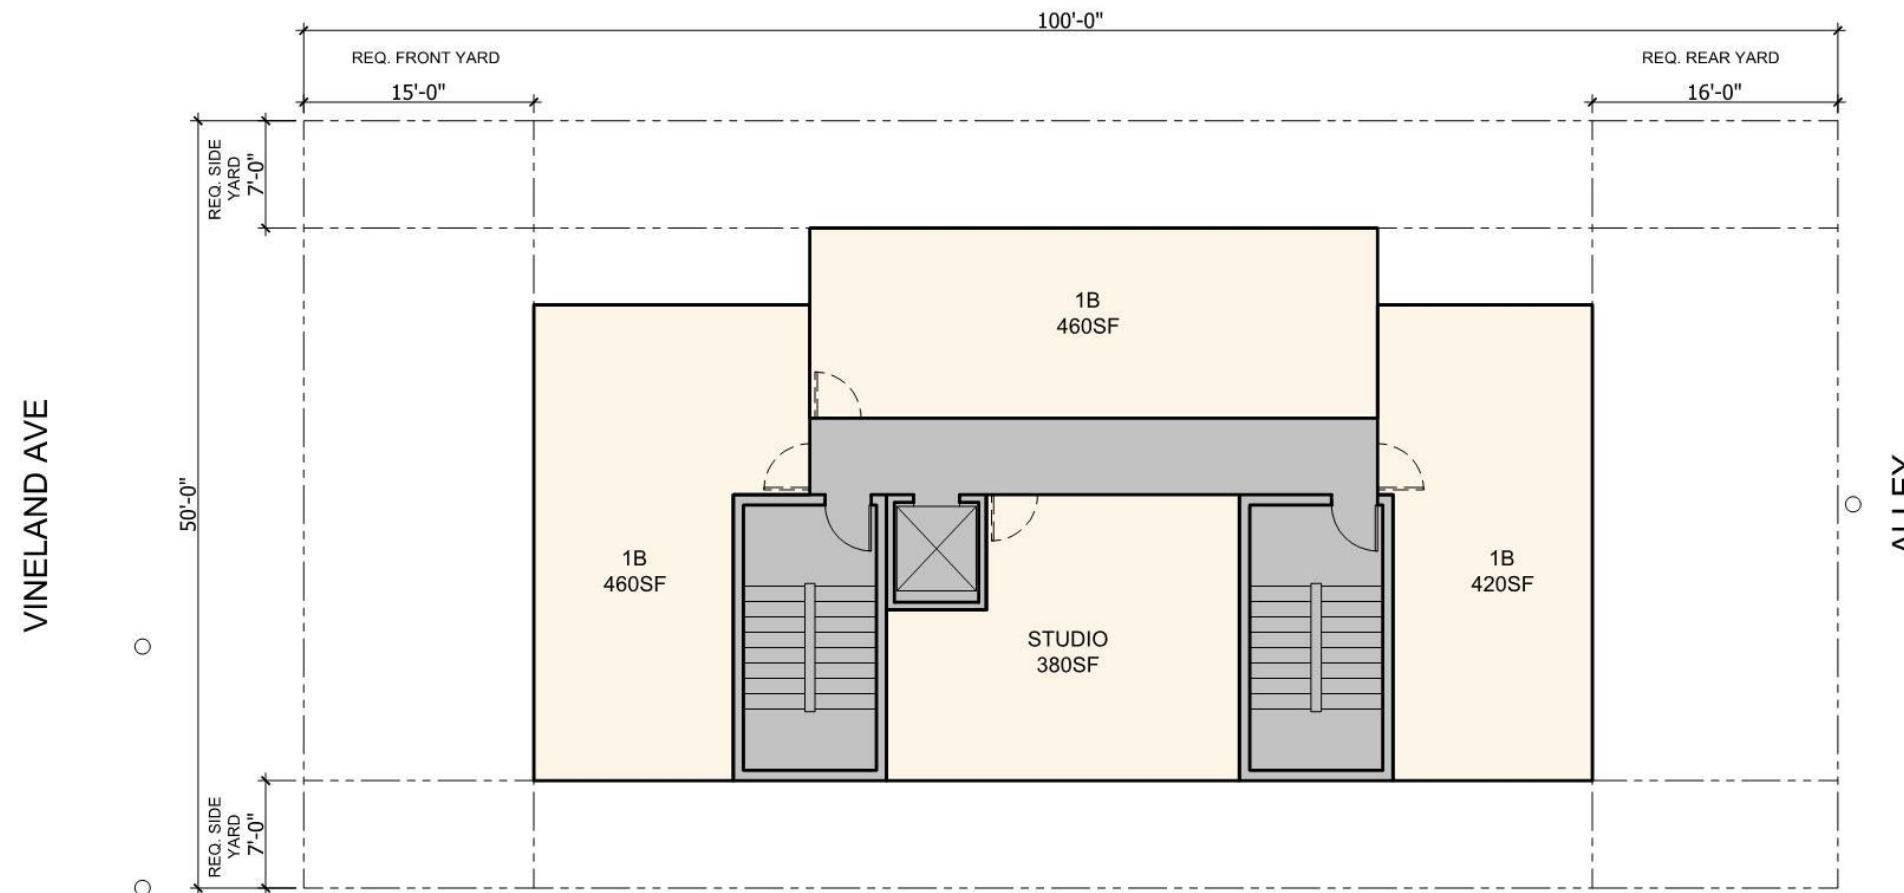 100'-0"
REQ. FRONT YARD
REQ. REAR YARD
15'-0"
16'-0"
REQ. SIDE
YARD
7'-0"
1B
460SF
VINELAND AVE
50'-0"
1B
460SF
STUDIO
380SF
1B
420SF
ALLEY
REQ. SIDE
YARD
7'-0"